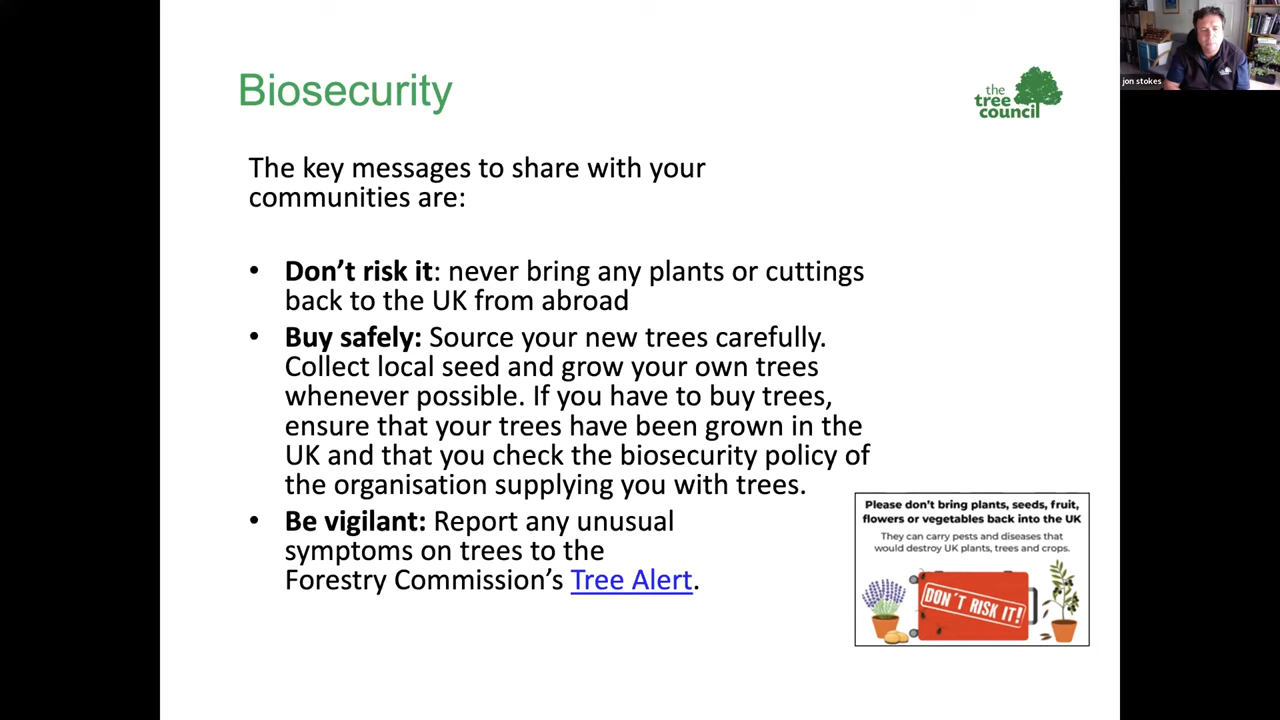 Biosecurity
the
tree
council
jon stokes
The key messages to share with your
communities are:
• Don’t risk it: never bring any plants or cuttings
back to the UK from abroad
• Buy safely: Source your new trees carefully.
Collect local seed and grow your own trees
whenever possible. If you have to buy trees,
ensure that your trees have been grown in the
UK and that you check the biosecurity policy of
the organisation supplying you with trees.
• Be vigilant: Report any unusual
symptoms on trees to the
Forestry Commission’s Tree Alert.
Please don’t bring plants, seeds, fruit,
flowers or vegetables back into the UK
They can carry pests and diseases that
would destroy UK plants, trees and crops.
DON´T RISK IT!